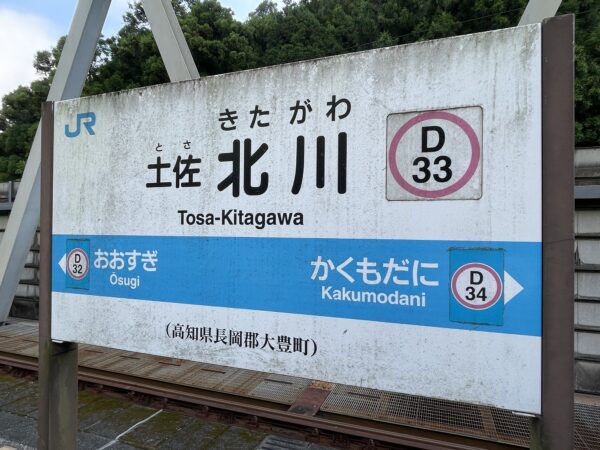 JR
とさ きたがわ
土佐 北川
Tosa-Kitagawa
D
33
D
32
おおすぎ
Ōsugi
かくもだに
Kakumodani
D
34
(高知県長岡郡大豊町)